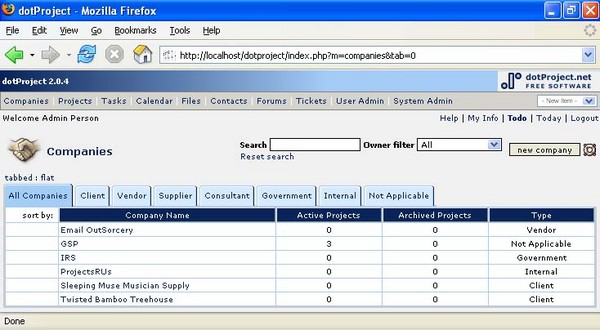 dotProject - Mozilla Firefox
File Edit View Go Bookmarks Tools Help
http://localhost/dotproject/index.php?m=companies&tab=0
dotProject 2.0.4
dotProject.net
FREE SOFTWARE
Companies Projects Tasks Calendar Files Contacts Forums Tickets User Admin System Admin - New Item -
Welcome Admin Person Help | My Info | Todo | Today | Logout
Companies Search Owner filter All new company
Reset search
tabbed : flat
All Companies Client Vendor Supplier Consultant Government Internal Not Applicable
sort by: Company Name Active Projects Archived Projects Type
Email OutSorcery 0 0 Vendor
GSP 3 0 Not Applicable
IRS 0 0 Government
ProjectsRUs 0 0 Internal
Sleeping Muse Musician Supply 0 0 Client
Twisted Bamboo Treehouse 0 0 Client
Done